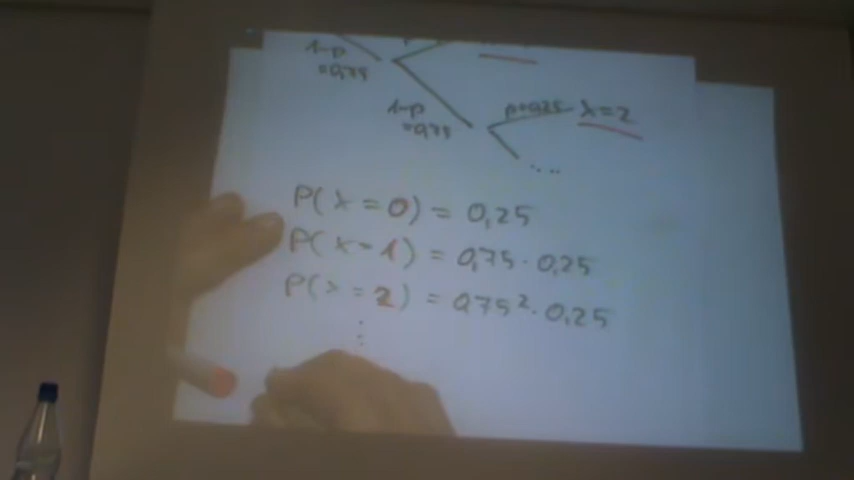 1-p
=0,75
1-p
=0,75
p=0,25 X=2
...
P(X=0) = 0,25
P(X=1) = 0,75·0,25
P(X=2) = 0,75²·0,25
⋮